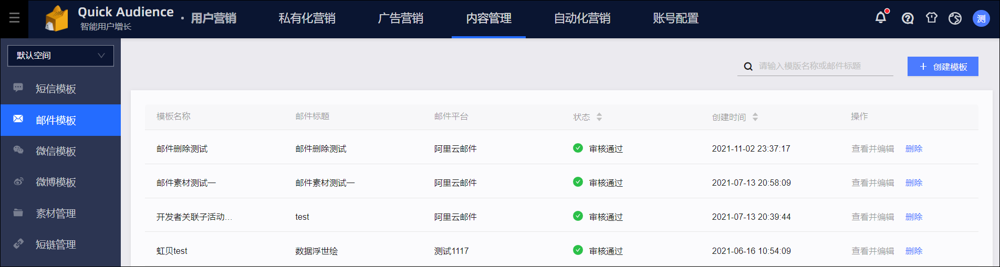 Quick Audience · 用户营销 私有化营销 广告营销 内容管理 自动化营销 账号配置 测
智能用户增长
默认空间
请输入模版名称或邮件标题 + 创建模板
短信模板
邮件模板
微信模板
微博模板
素材管理
短链管理
模板名称 邮件标题 邮件平台 状态 创建时间 操作
邮件删除测试 邮件删除测试 阿里云邮件 审核通过 2021-11-02 23:37:17 查看并编辑 删除
邮件素材测试一 邮件素材测试一 阿里云邮件 审核通过 2021-07-13 20:58:09 查看并编辑 删除
开发者关联子活动... test 阿里云邮件 审核通过 2021-07-13 20:39:44 查看并编辑 删除
虹贝test 数据浮世绘 测试1117 审核通过 2021-06-16 10:54:09 查看并编辑 删除